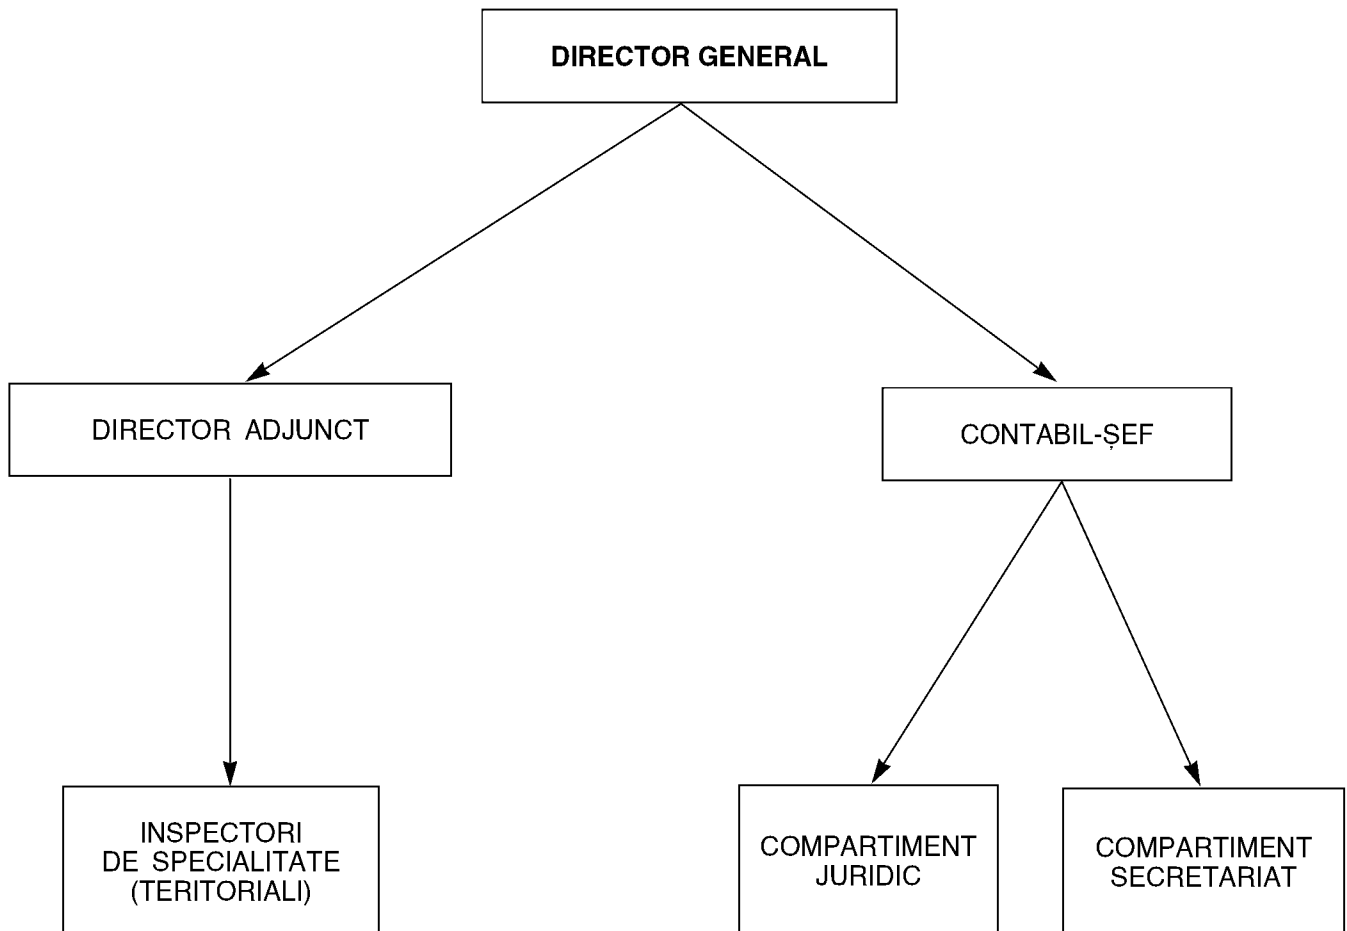 DIRECTOR GENERAL
DIRECTOR ADJUNCT
CONTABIL-ȘEF
INSPECTORI
DE SPECIALITATE
(TERITORIALI)
COMPARTIMENT
JURIDIC
COMPARTIMENT
SECRETARIAT